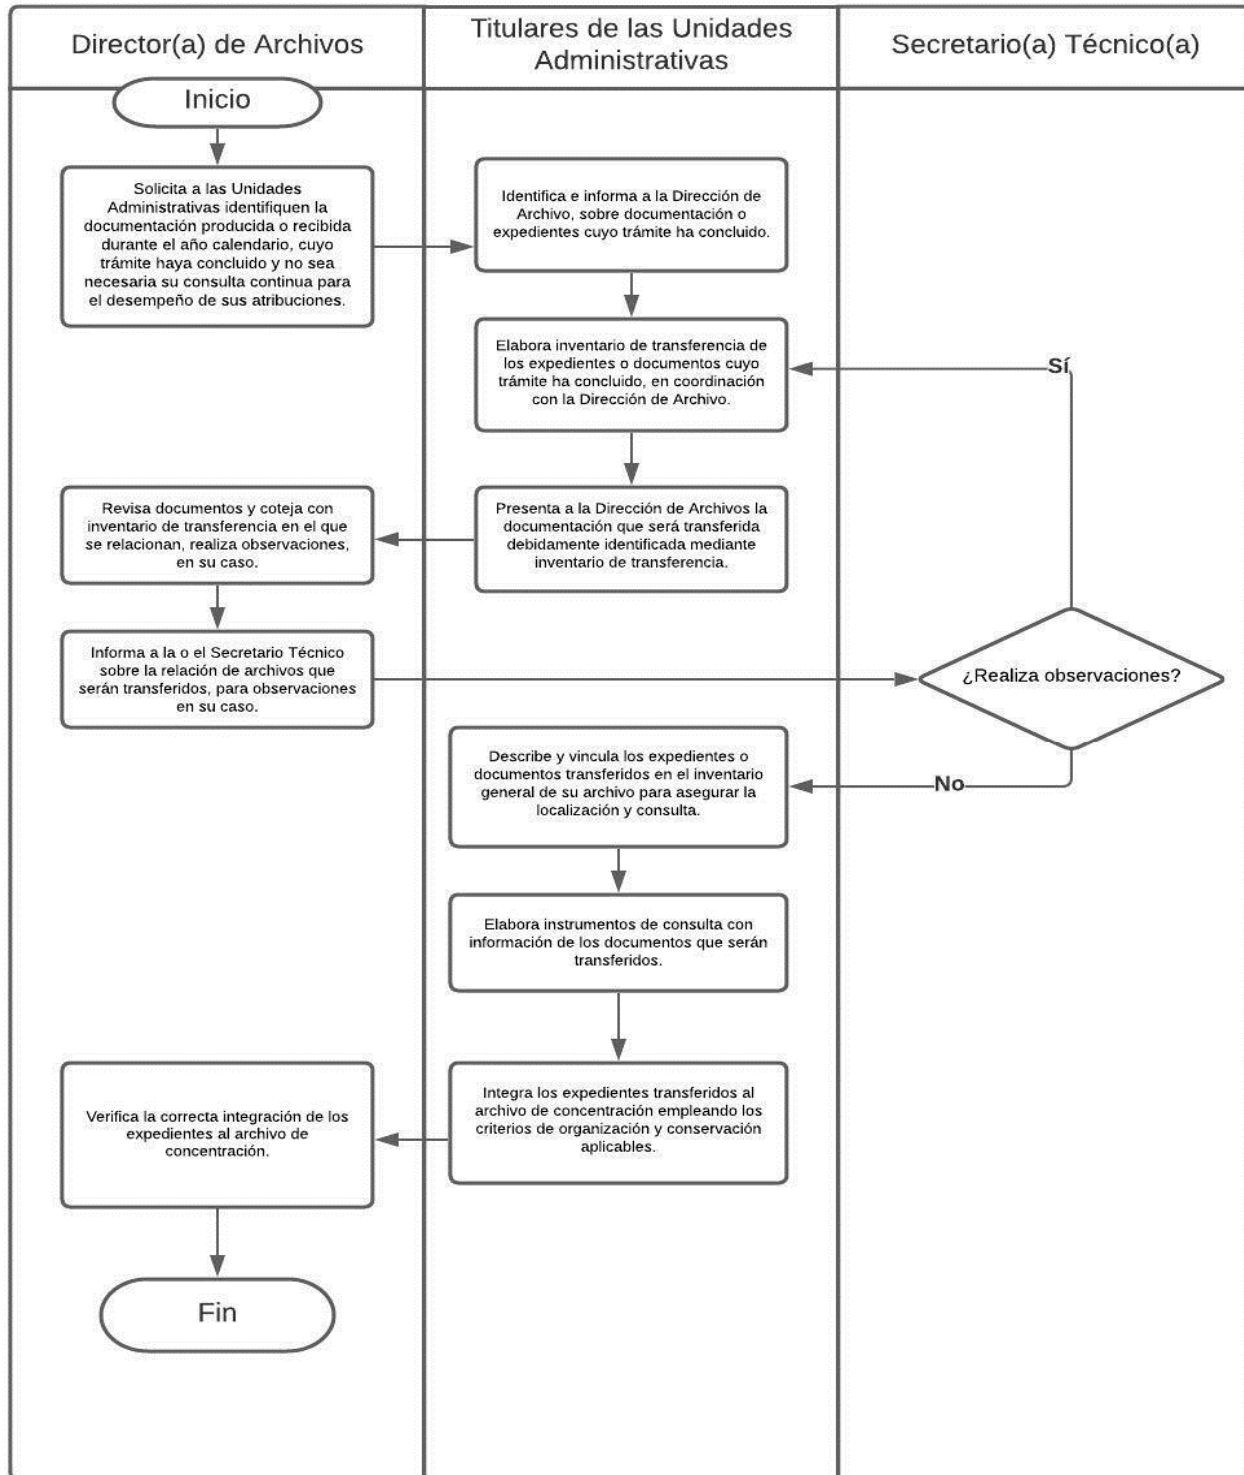 Director(a) de Archivos
Titulares de las Unidades
Administrativas
Secretario(a) Técnico(a)
Inicio
Solicita a las Unidades
Administrativas identifiquen la
documentación producida o recibida
durante el año calendario, cuyo
trámite haya concluido y no sea
necesaria su consulta continua para
el desempeño de sus atribuciones.
Identifica e informa a la Dirección de
Archivo, sobre documentación o
expedientes cuyo trámite ha concluido.
Elabora inventario de transferencia de
los expedientes o documentos cuyo
trámite ha concluido, en coordinación
con la Dirección de Archivo.
Sí
Presenta a la Dirección de Archivos la
documentación que será transferida
debidamente identificada mediante
inventario de transferencia.
Revisa documentos y coteja con
inventario de transferencia en el que
se relacionan, realiza observaciones,
en su caso.
Informa a la o el Secretario Técnico
sobre la relación de archivos que
serán transferidos, para observaciones
en su caso.
¿Realiza observaciones?
No
Describe y vincula los expedientes o
documentos transferidos en el inventario
general de su archivo para asegurar la
localización y consulta.
Elabora instrumentos de consulta con
información de los documentos que serán
transferidos.
Integra los expedientes transferidos al
archivo de concentración empleando los
criterios de organización y conservación
aplicables.
Verifica la correcta integración de los
expedientes al archivo de
concentración.
Fin